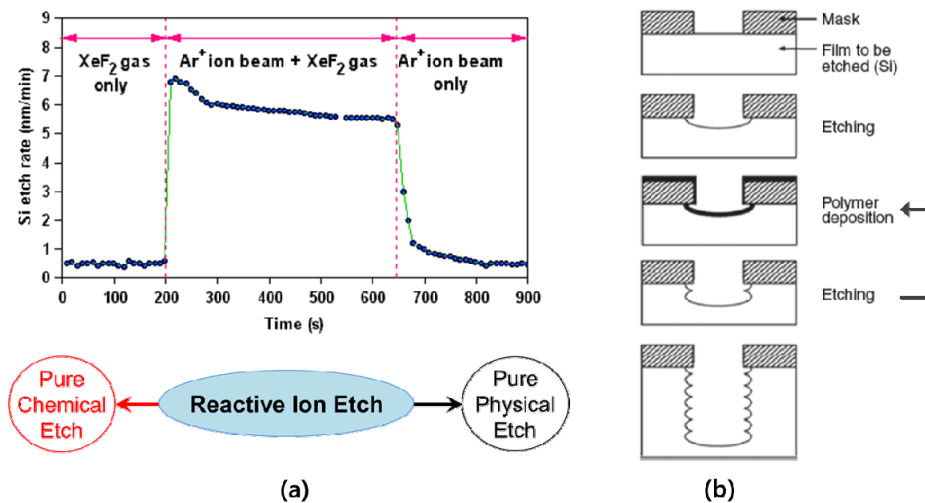 9
8
7
6
5
4
3
2
1
0
Si etch rate (nm/min)
XeF₂ gas
only
Ar⁺ ion beam + XeF₂ gas
Ar⁺ ion beam
only
0 100 200 300 400 500 600 700 800 900
Time (s)
Pure
Chemical
Etch
Reactive Ion Etch
Pure
Physical
Etch
(a)
Mask
Film to be
etched (Si)
Etching
Polymer
deposition
Etching
(b)